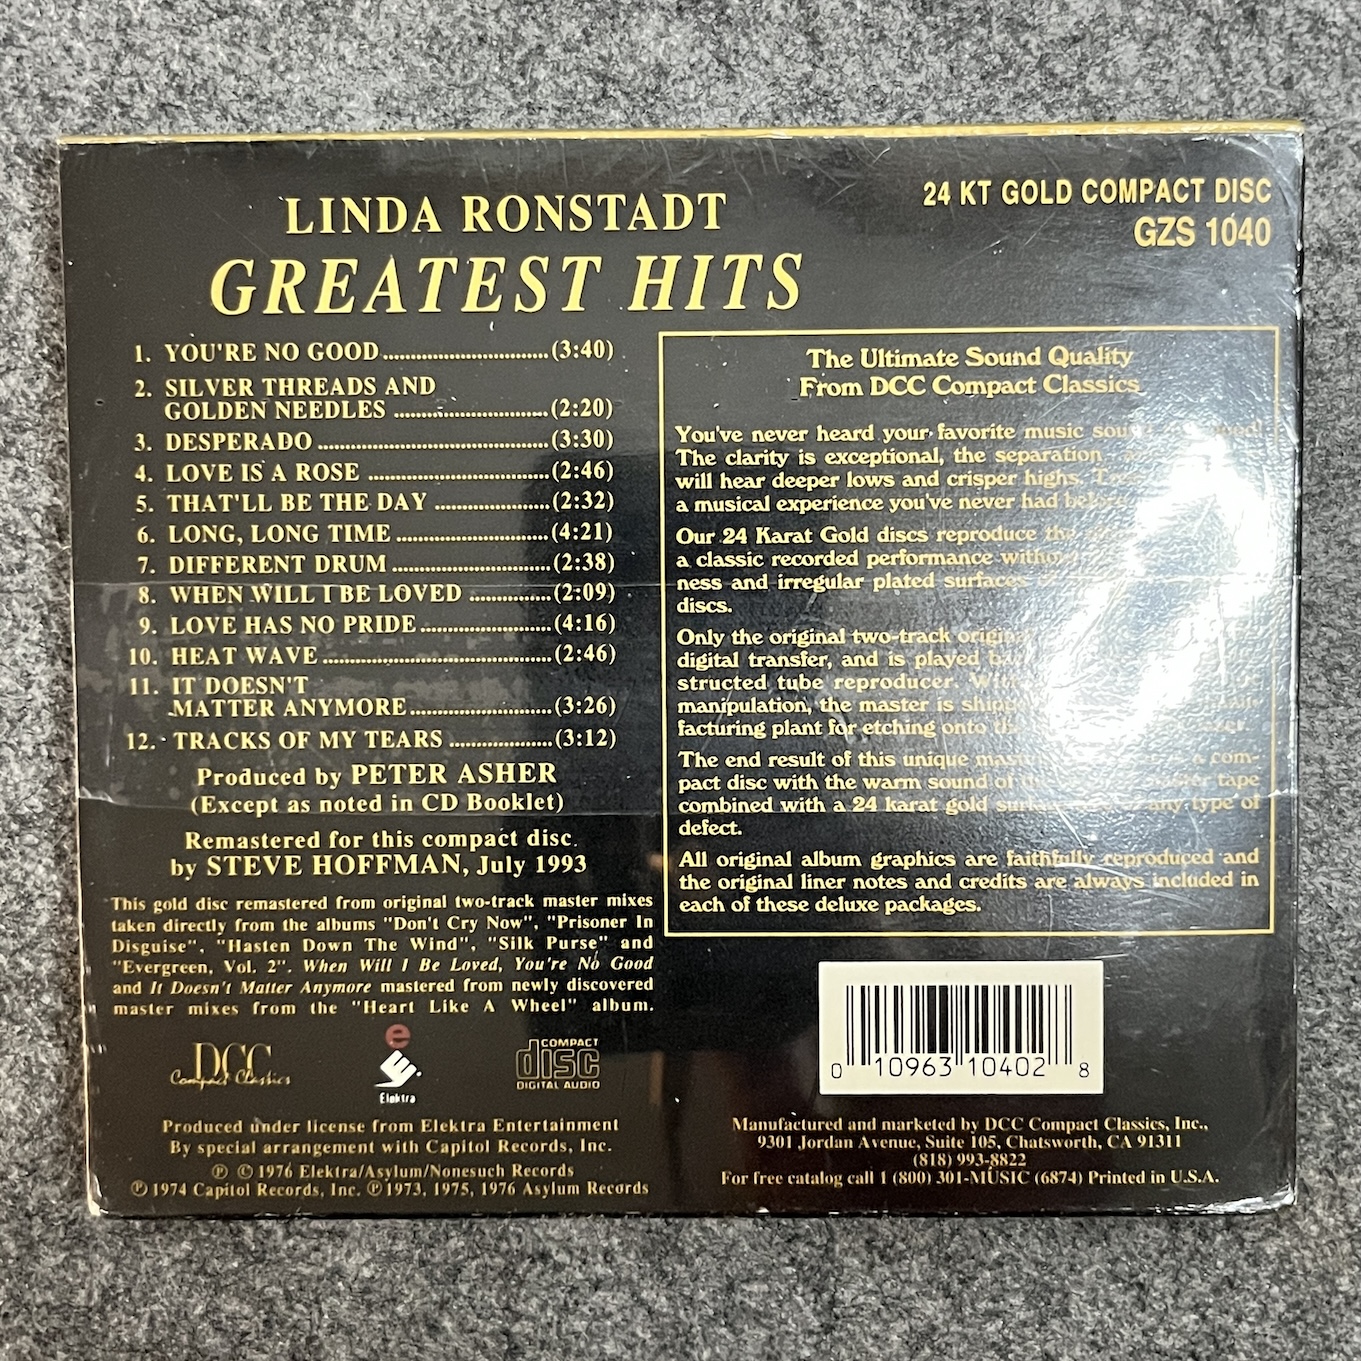 LINDA RONSTADT
GREATEST HITS
24 KT GOLD COMPACT DISC
GZS 1040
1. YOU'RE NO GOOD (3:40)
2. SILVER THREADS AND
GOLDEN NEEDLES (2:20)
3. DESPERADO (3:30)
4. LOVE IS A ROSE (2:46)
5. THAT'LL BE THE DAY (2:32)
6. LONG, LONG TIME (4:21)
7. DIFFERENT DRUM (2:38)
8. WHEN WILL I BE LOVED (2:09)
9. LOVE HAS NO PRIDE (4:16)
10. HEAT WAVE (2:46)
11. IT DOESN'T
MATTER ANYMORE (3:26)
12. TRACKS OF MY TEARS (3:12)
Produced by PETER ASHER
(Except as noted in CD Booklet)
Remastered for this compact disc
by STEVE HOFFMAN, July 1993
This gold disc remastered from original two-track master mixes
taken directly from the albums "Don't Cry Now", "Prisoner In
Disguise", "Hasten Down The Wind", "Silk Purse" and
"Evergreen, Vol. 2". When Will I Be Loved, You're No Good
and It Doesn't Matter Anymore mastered from newly discovered
master mixes from the "Heart Like A Wheel" album.
The Ultimate Sound Quality
From DCC Compact Classics
You've never heard your favorite music
The clarity is exceptional, the separation
will hear deeper lows and crisper highs.
a musical experience you've never had
Our 24 Karat Gold discs reproduce
a classic recorded performance
ness and irregular plated surfaces
discs.
Only the original two-track
digital transfer, and is played
structed tube reproducer.
manipulation, the master is
facturing plant for etching onto
The end result of this unique com-
pact disc with the warm sound of tape
combined with a 24 karat gold any type of
defect.
All original album graphics are faithfully reproduced and
the original liner notes and credits are always included in
each of these deluxe packages.
DCC
Compact Classics
e
Elektra
COMPACT
disc
DIGITAL AUDIO
0 10963 10402 8
Produced under license from Elektra Entertainment
By special arrangement with Capitol Records, Inc.
℗ © 1976 Elektra/Asylum/Nonesuch Records
℗ 1974 Capitol Records, Inc. ℗ 1973, 1975, 1976 Asylum Records
Manufactured and marketed by DCC Compact Classics, Inc.,
9301 Jordan Avenue, Suite 105, Chatsworth, CA 91311
(818) 993-8822
For free catalog call 1 (800) 301-MUSIC (6874) Printed in U.S.A.